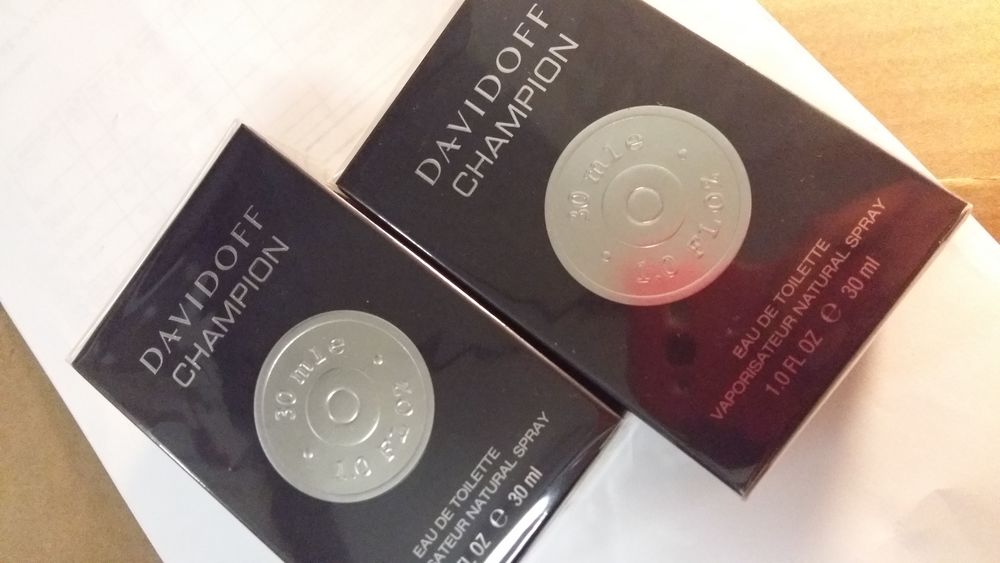 DAVIDOFF
CHAMPION
30 mle
1.0 Fl.Oz
EAU DE TOILETTE
VAPORISATEUR NATURAL SPRAY
1.0 FL OZ e 30 ml
DAVIDOFF
CHAMPION
30 mle
1.0 Fl.Oz
EAU DE TOILETTE
SATEUR NATURAL SPRAY
FL OZ e 30 ml